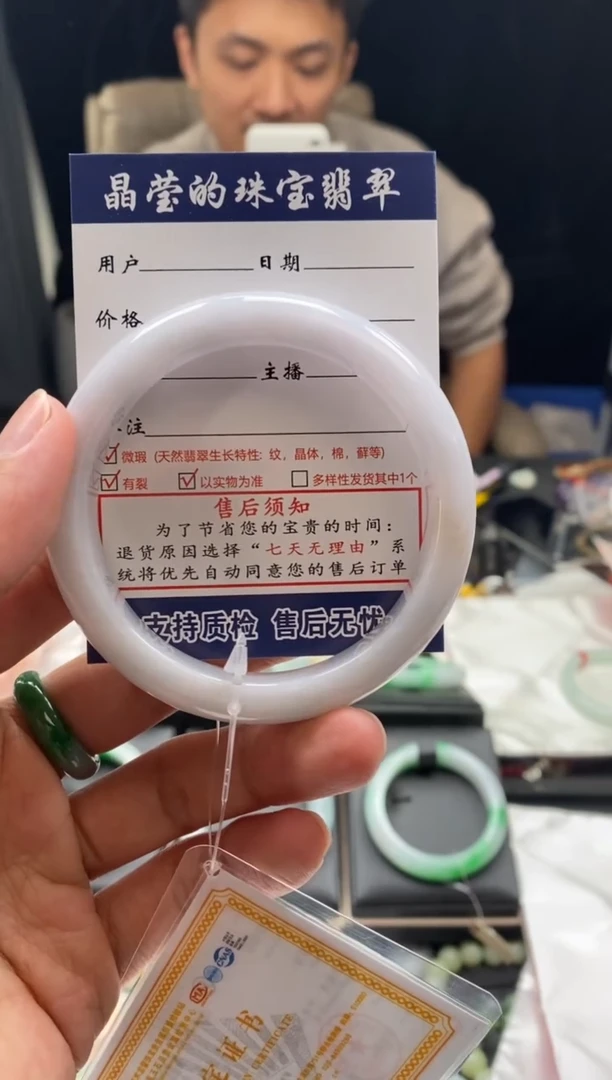 晶莹的珠宝翡翠
用户 日期
价格
主播
注
微瑕（天然翡翠生长特性：纹，晶体，棉，藓等）
有裂 以实物为准 多样性发货其中1个
售后须知
为了节省您的宝贵的时间：
退货原因选择“七天无理由”系
统将优先自动同意您的售后订单
支持质检 售后无忧
证书